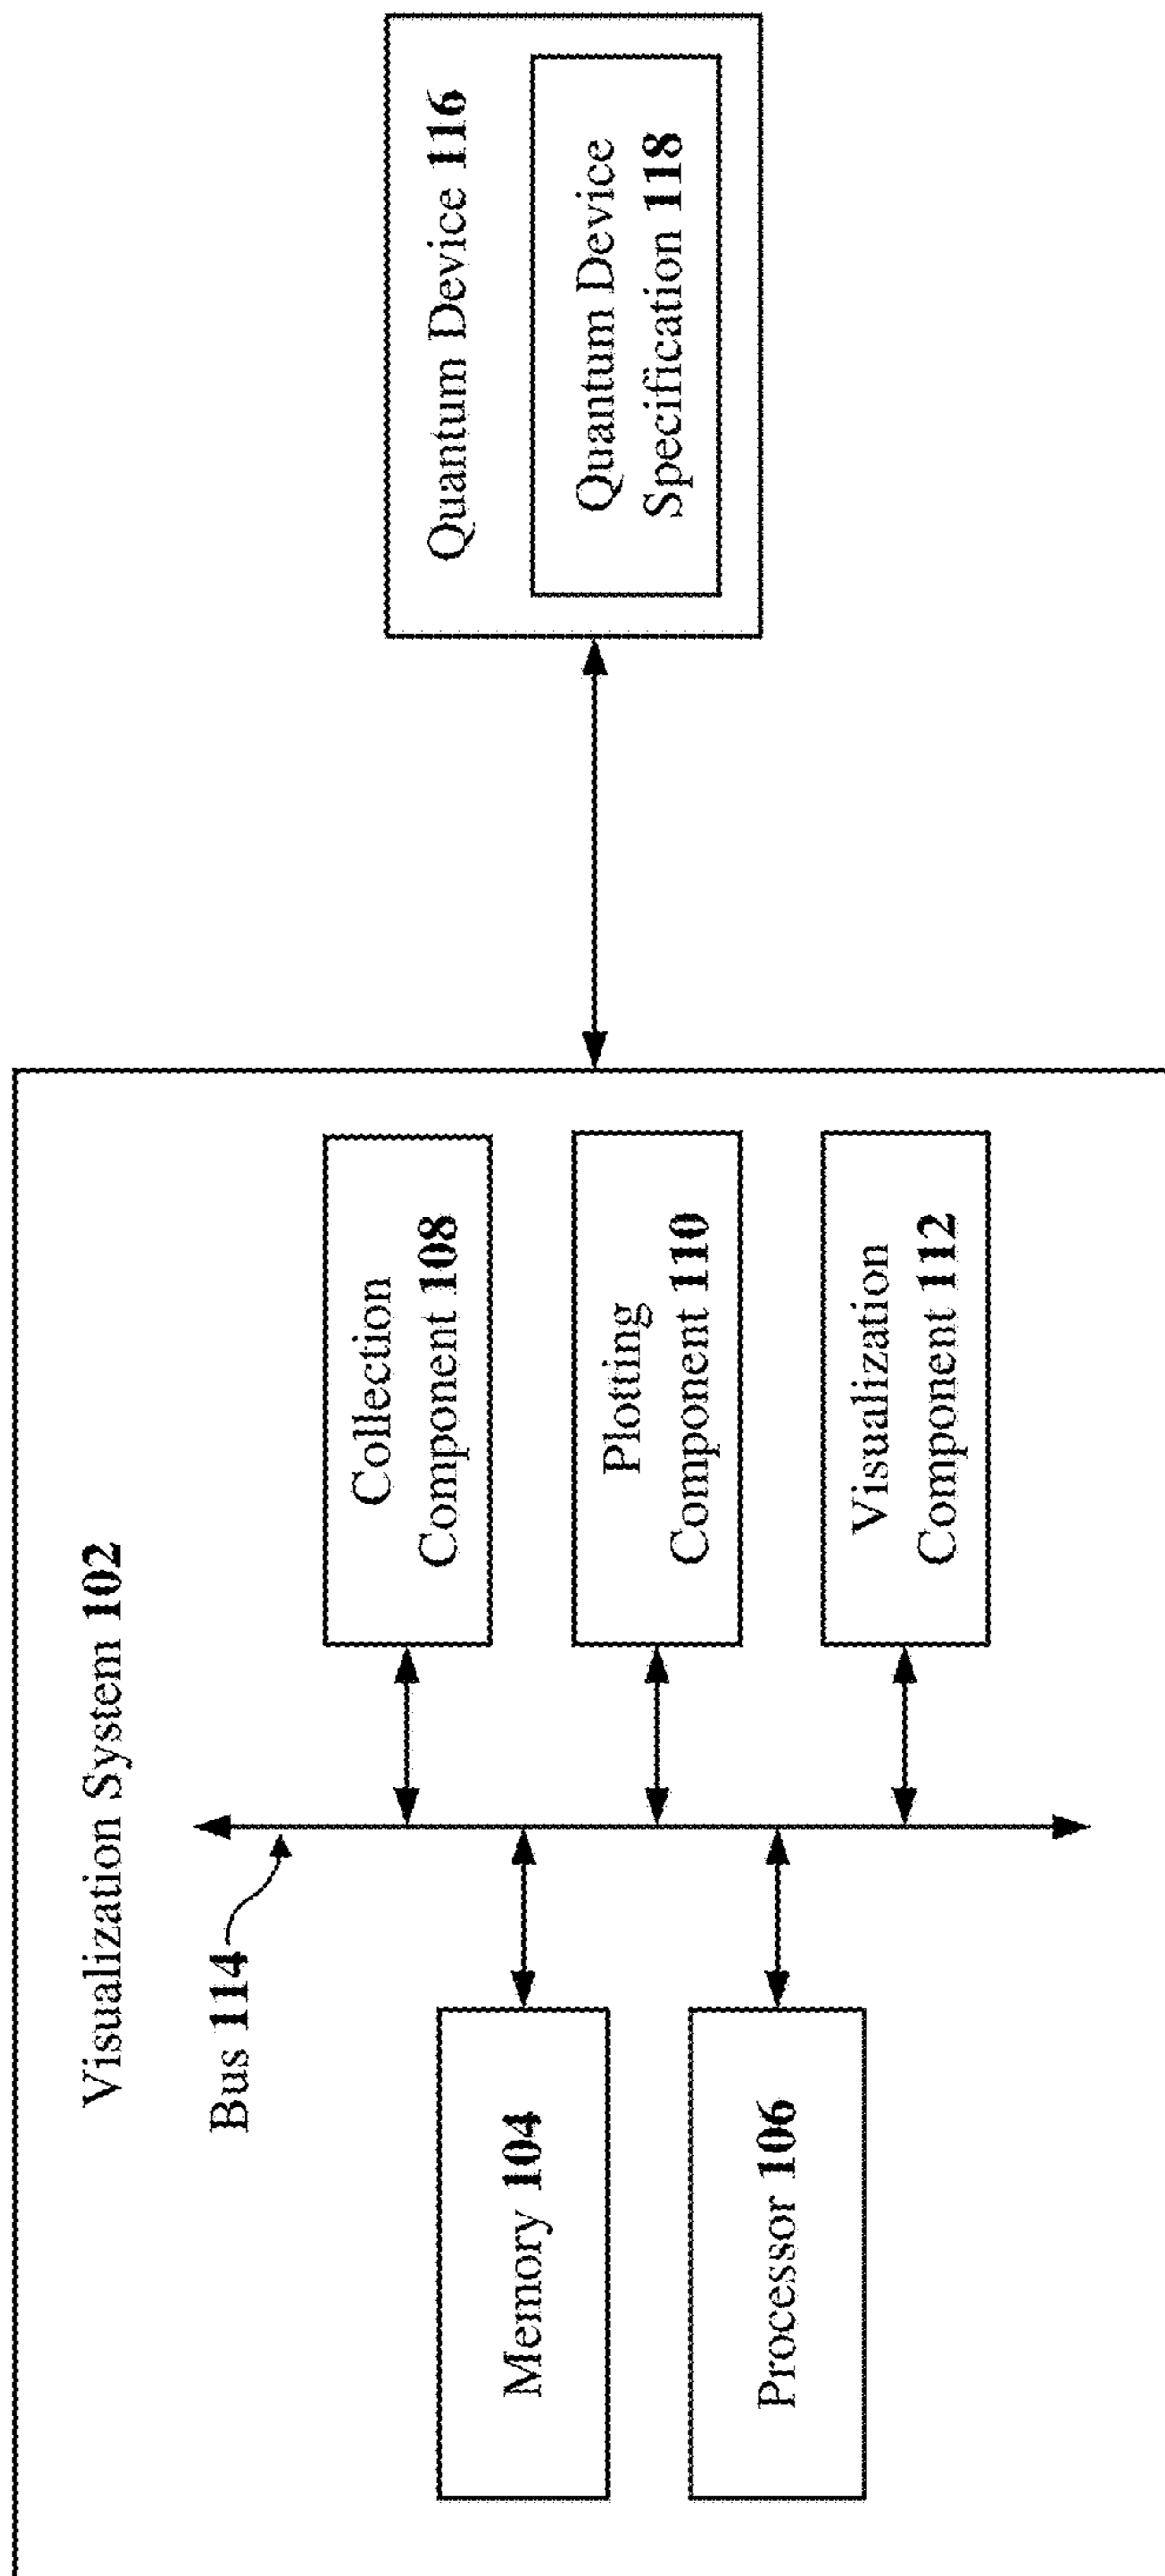 Visualization System 102
Bus 114
Memory 104
Processor 106
Collection
Component 108
Plotting
Component 110
Visualization
Component 112
Quantum Device 116
Quantum Device
Specification 118